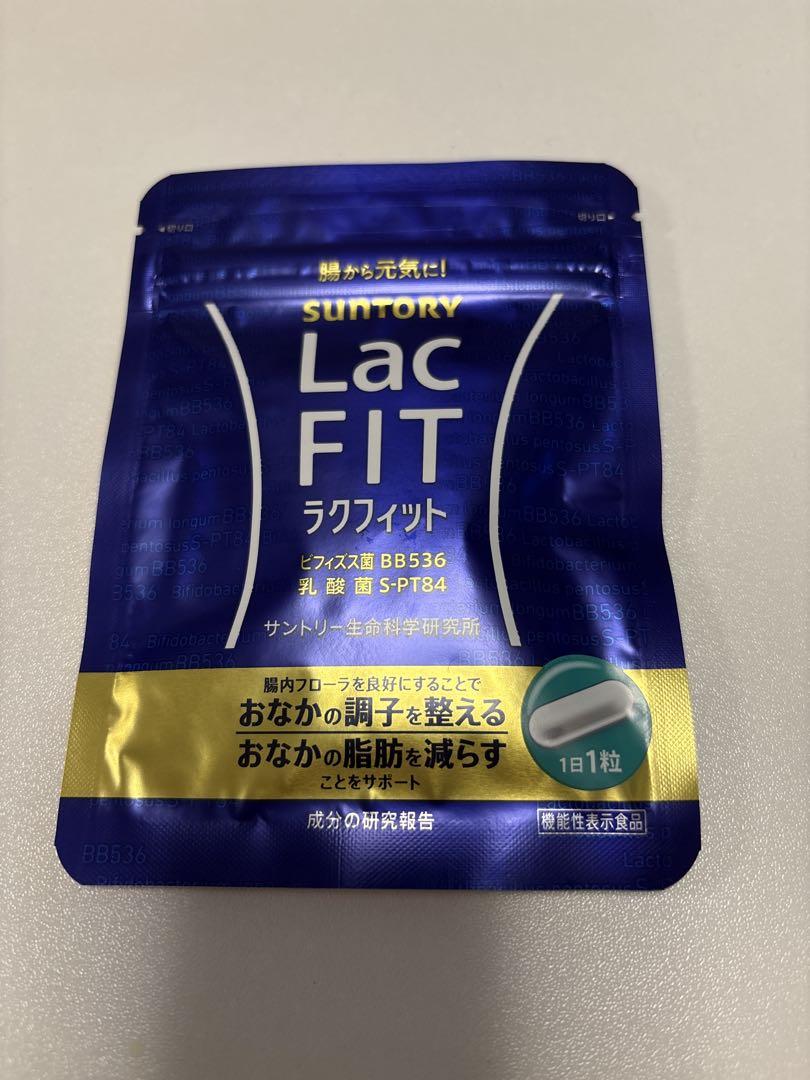 切り口
切り口
腸から元気に!
SUNTORY
Lac
FIT
ラクフィット
ビフィズス菌 BB536
乳酸菌 S-PT84
サントリー生命科学研究所
腸内フローラを良好にすることで
おなかの調子を整える
おなかの脂肪を減らす
ことをサポート
1日1粒
成分の研究報告
機能性表示食品
BB536